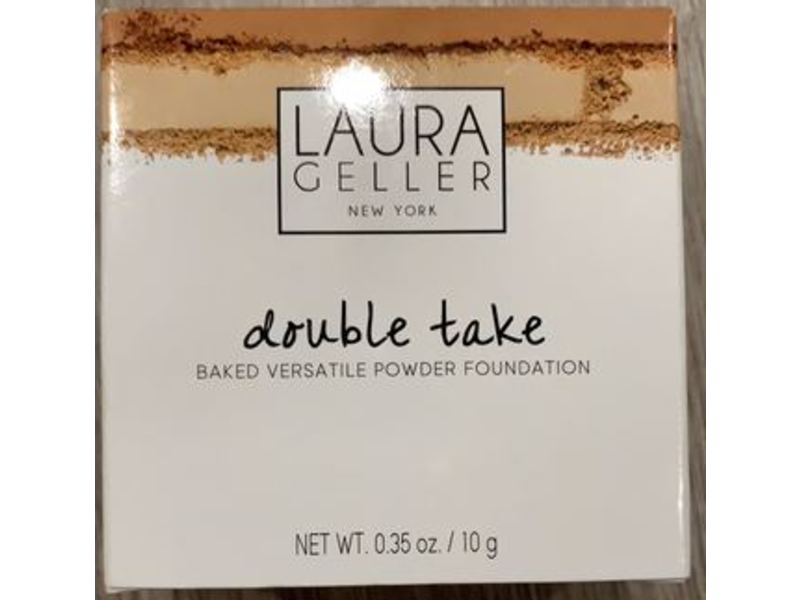 LAURA
GELLER
NEW YORK
double take
BAKED VERSATILE POWDER FOUNDATION
NET WT. 0.35 oz. / 10 g